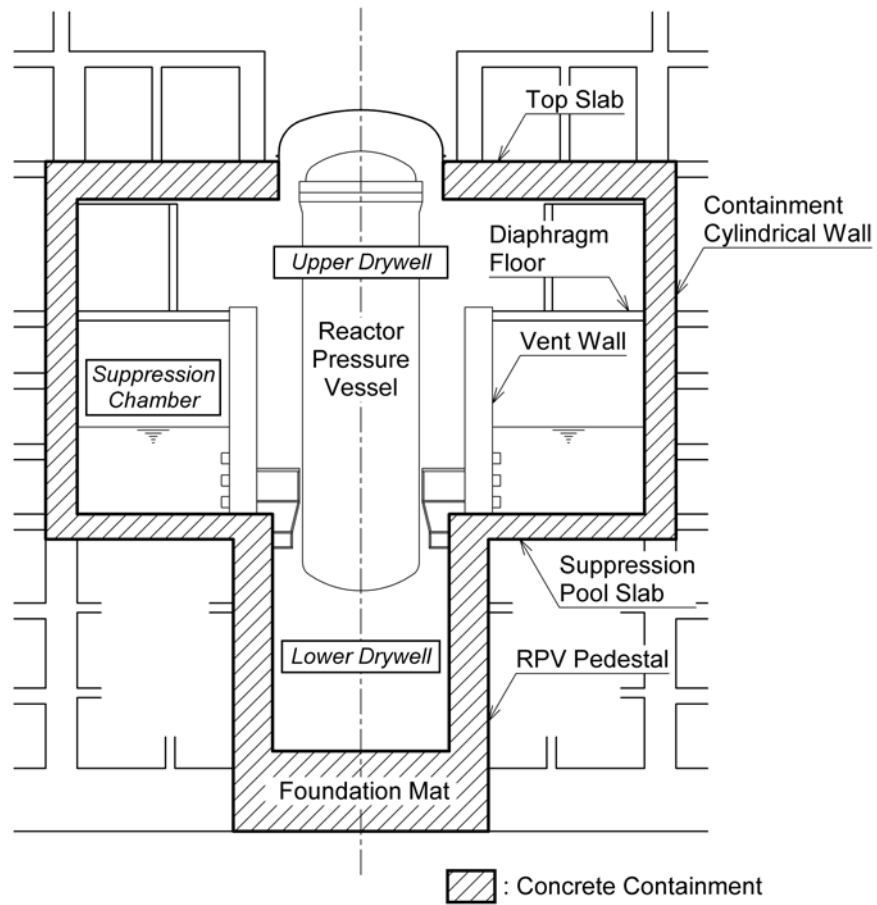 Top Slab
Containment
Cylindrical Wall
Diaphragm
Floor
Upper Drywell
Reactor
Pressure
Vessel
Vent Wall
Suppression
Chamber
Suppression
Pool Slab
Lower Drywell
RPV Pedestal
Foundation Mat
: Concrete Containment